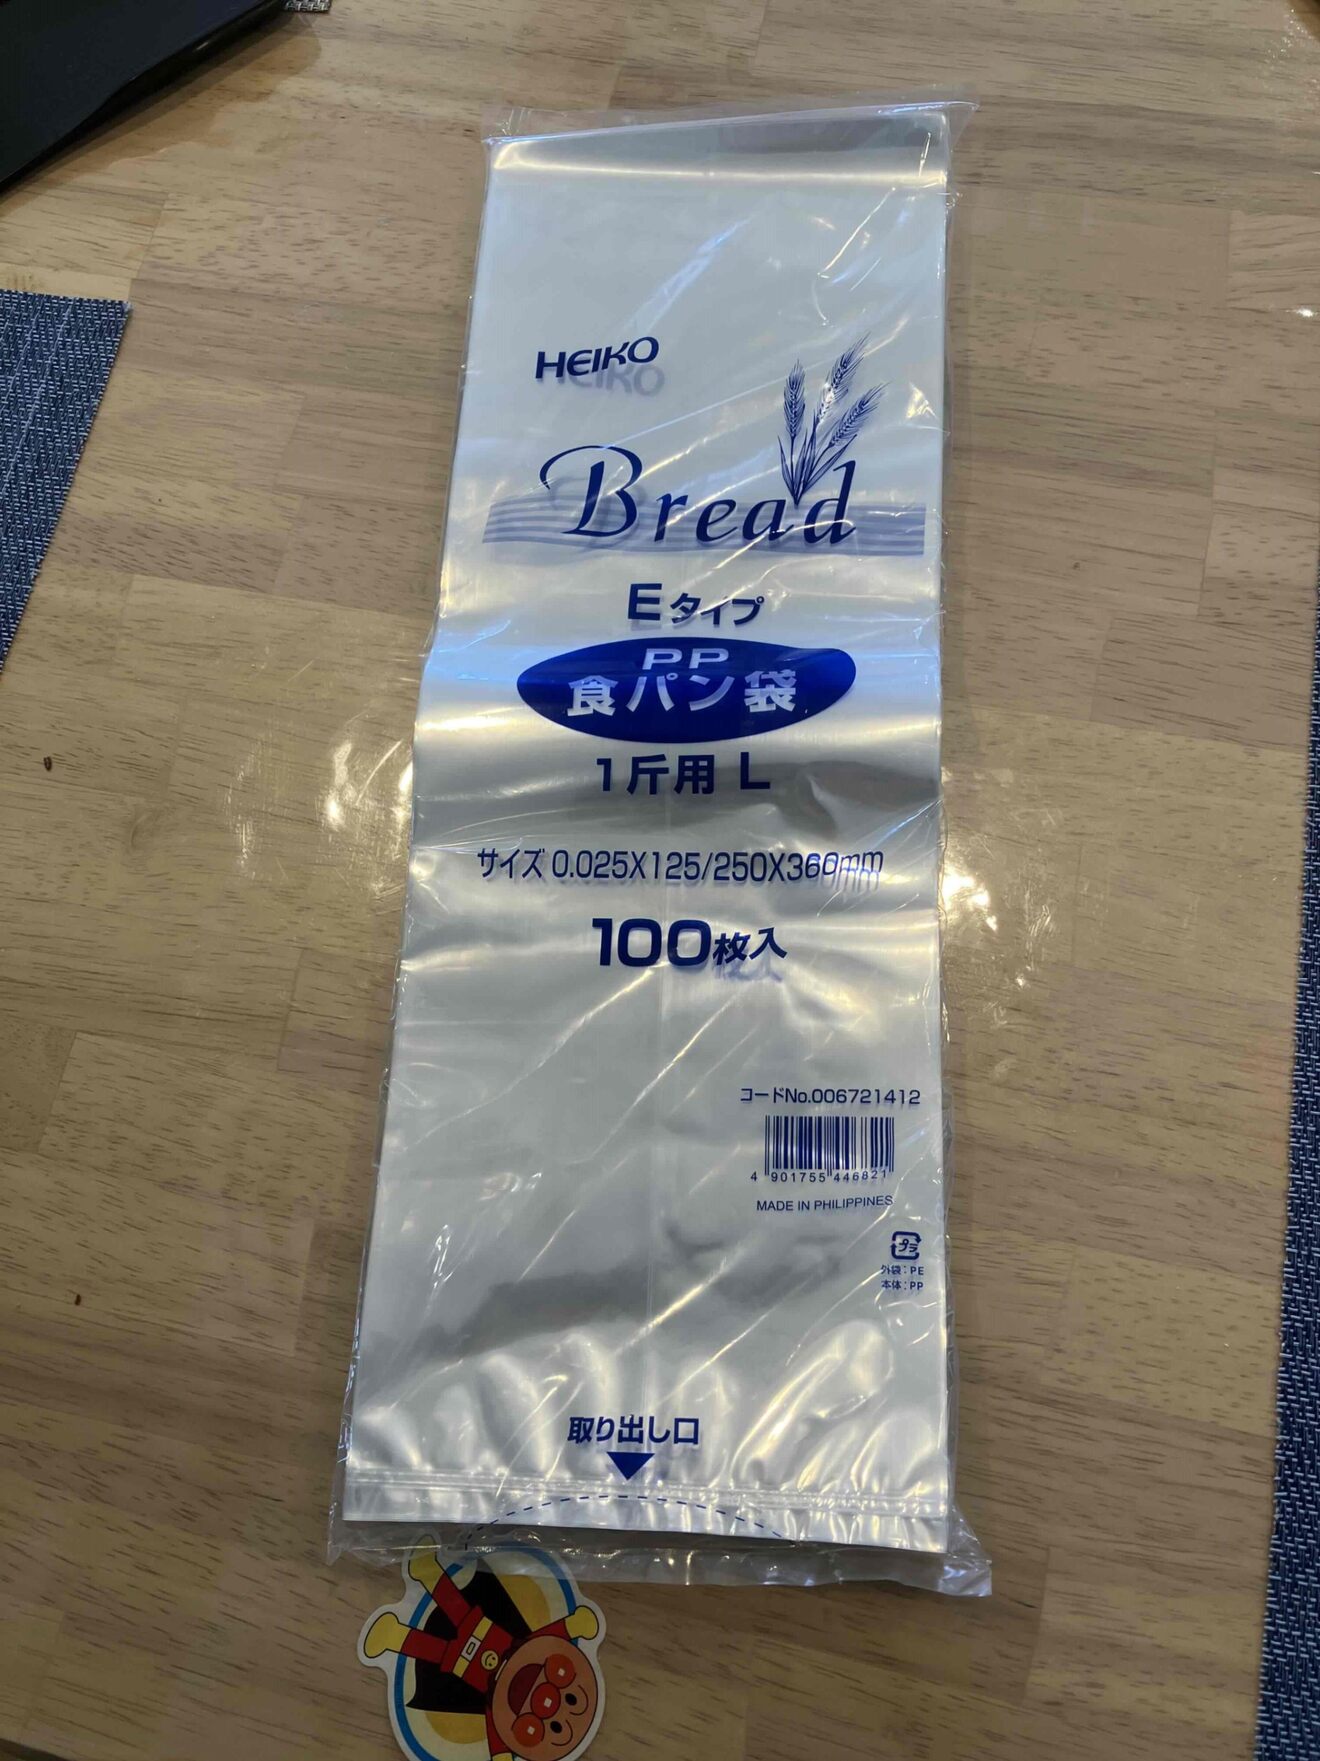 HEIKO
Bread
Eタイプ
PP
食パン袋
1斤用 L
サイズ 0.025X125/250X360mm
100枚入
コードNo.006721412
4 901755 446821
MADE IN PHILIPPINES
プラ
外袋:PE
本体:PP
取り出し口